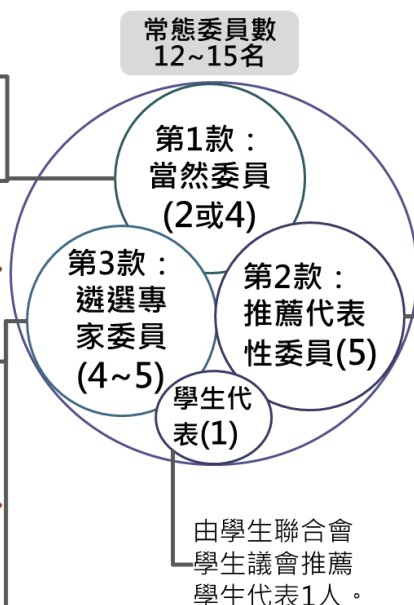 常態委員數
12~15名
第1款：
當然委員
(2或4)
第3款：
遴選專
家委員
(4~5)
第2款：
推薦代表
性委員(5)
學生代
表(1)
由學生聯合會
學生議會推薦
學生代表1人。